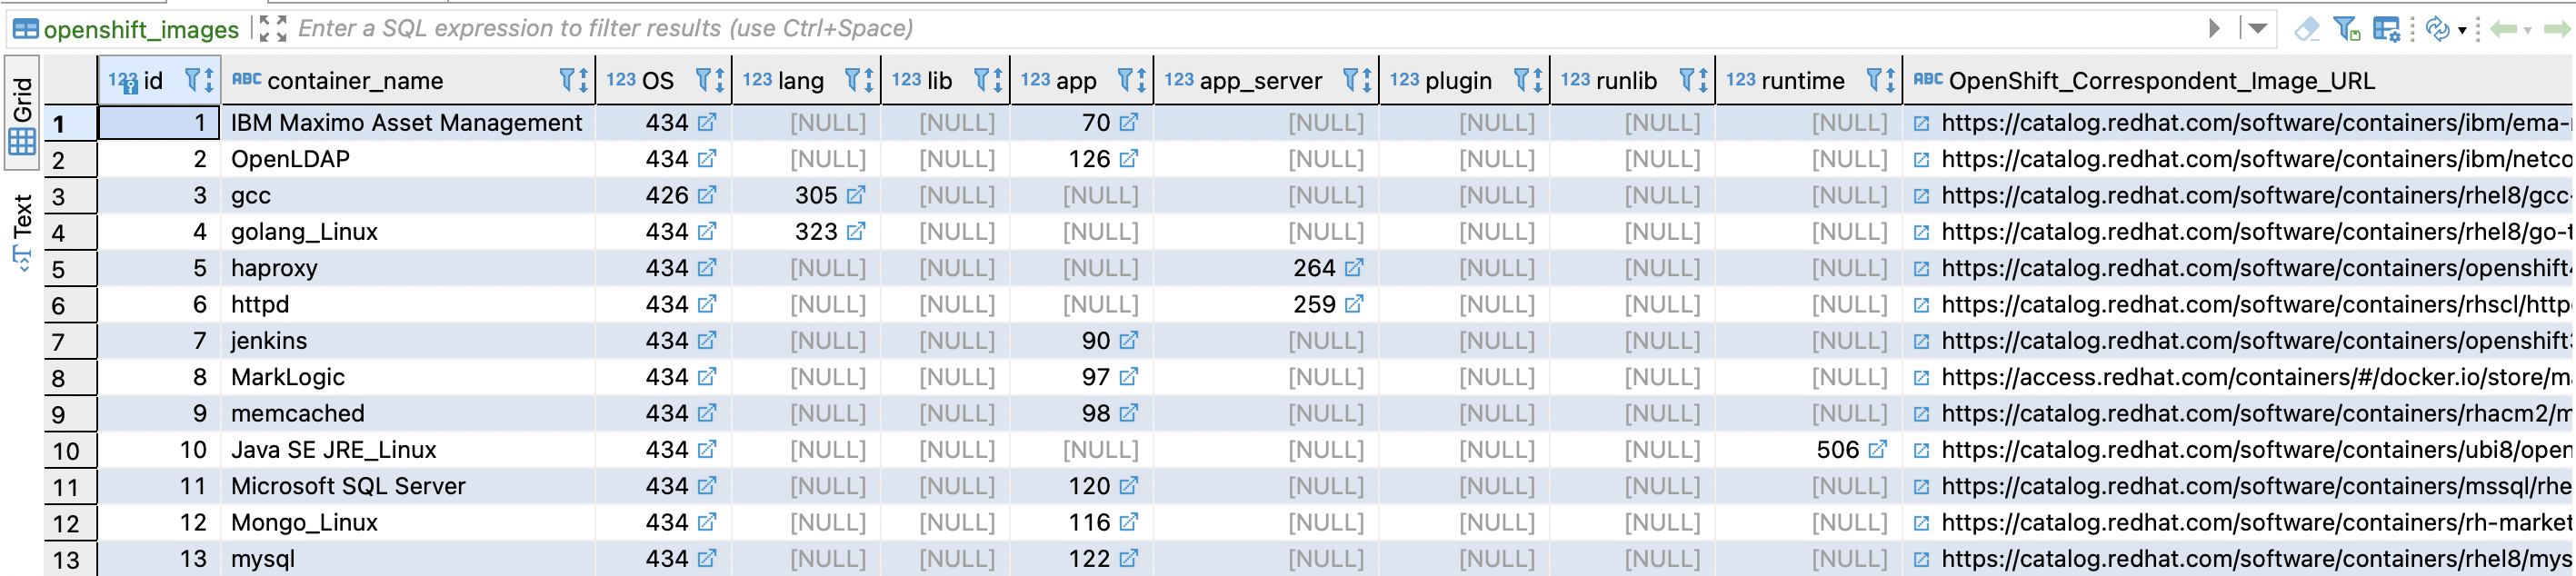 openshift_images Enter a SQL expression to filter results (use Ctrl+Space)
Grid
Text
123 id ABC container_name 123 OS 123 lang 123 lib 123 app 123 app_server 123 plugin 123 runlib 123 runtime ABC OpenShift_Correspondent_Image_URL
1 1 IBM Maximo Asset Management 434 [NULL] [NULL] 70 [NULL] [NULL] [NULL] [NULL] https://catalog.redhat.com/software/containers/ibm/ema-
2 2 OpenLDAP 434 [NULL] [NULL] 126 [NULL] [NULL] [NULL] [NULL] https://catalog.redhat.com/software/containers/ibm/netco
3 3 gcc 426 305 [NULL] [NULL] [NULL] [NULL] [NULL] [NULL] https://catalog.redhat.com/software/containers/rhel8/gcc-
4 4 golang_Linux 434 323 [NULL] [NULL] [NULL] [NULL] [NULL] [NULL] https://catalog.redhat.com/software/containers/rhel8/go-t
5 5 haproxy 434 [NULL] [NULL] [NULL] 264 [NULL] [NULL] [NULL] https://catalog.redhat.com/software/containers/openshift
6 6 httpd 434 [NULL] [NULL] [NULL] 259 [NULL] [NULL] [NULL] https://catalog.redhat.com/software/containers/rhscl/http
7 7 jenkins 434 [NULL] [NULL] 90 [NULL] [NULL] [NULL] [NULL] https://catalog.redhat.com/software/containers/openshift
8 8 MarkLogic 434 [NULL] [NULL] 97 [NULL] [NULL] [NULL] [NULL] https://access.redhat.com/containers/#/docker.io/store/m
9 9 memcached 434 [NULL] [NULL] 98 [NULL] [NULL] [NULL] [NULL] https://catalog.redhat.com/software/containers/rhacm2/m
10 10 Java SE JRE_Linux 434 [NULL] [NULL] [NULL] [NULL] [NULL] [NULL] 506 https://catalog.redhat.com/software/containers/ubi8/open
11 11 Microsoft SQL Server 434 [NULL] [NULL] 120 [NULL] [NULL] [NULL] [NULL] https://catalog.redhat.com/software/containers/mssql/rhe
12 12 Mongo_Linux 434 [NULL] [NULL] 116 [NULL] [NULL] [NULL] [NULL] https://catalog.redhat.com/software/containers/rh-market
13 13 mysql 434 [NULL] [NULL] 122 [NULL] [NULL] [NULL] [NULL] https://catalog.redhat.com/software/containers/rhel8/mys